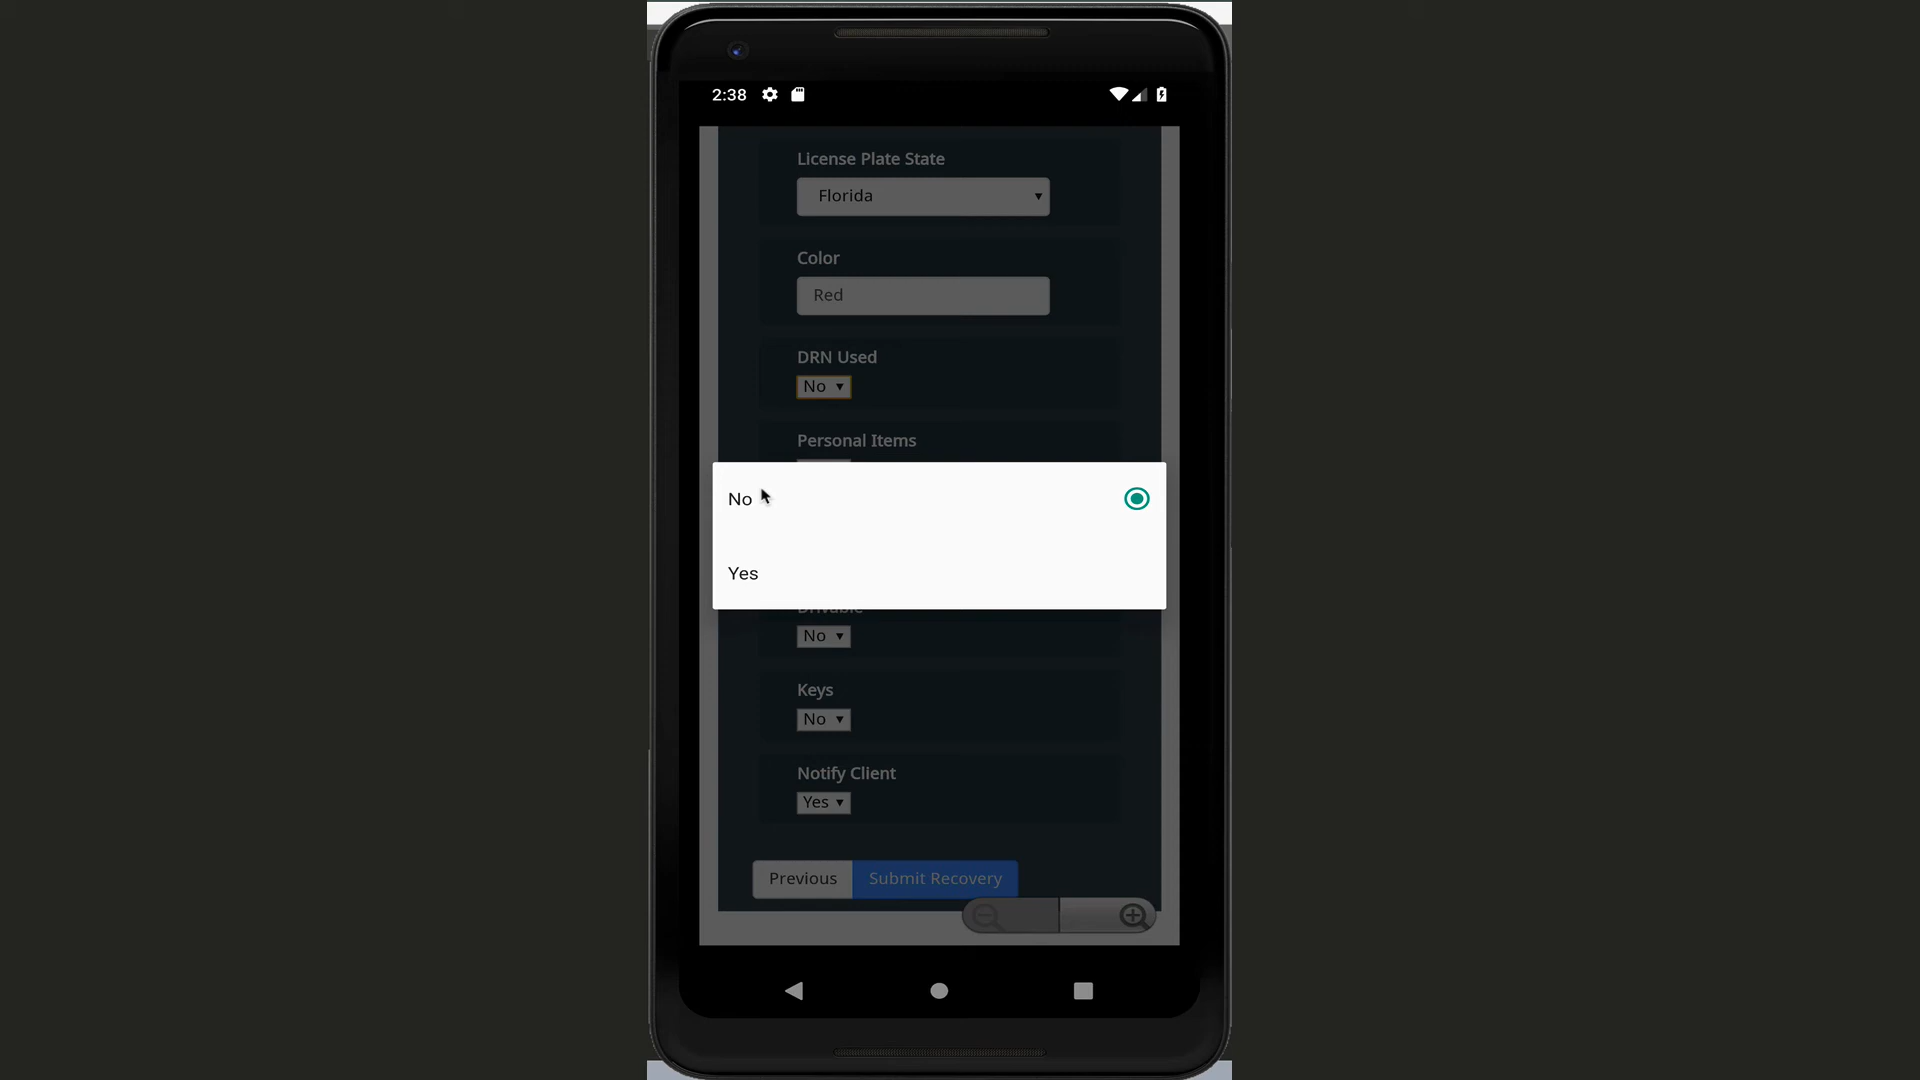 2:38
License Plate State
Florida
Color
Red
DRN Used
No
Personal Items
No
Yes
Drivable
No
Keys
No
Notify Client
Yes
Previous Submit Recovery